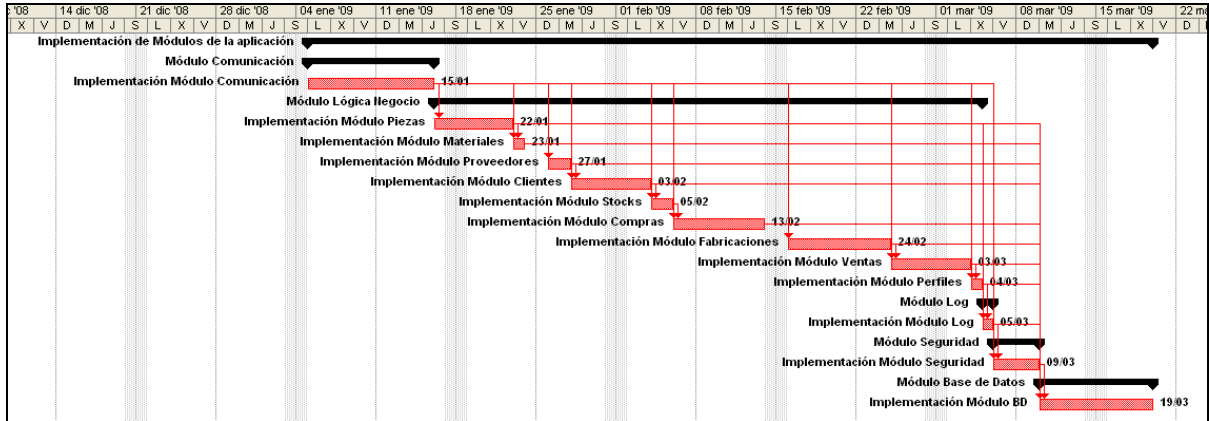 '08 14 dic '08 21 dic '08 28 dic '08 04 ene '09 11 ene '09 18 ene '09 25 ene '09 01 feb '09 08 feb '09 15 feb '09 22 feb '09 01 mar '09 08 mar '09 15 mar '09 22 m
X V D M J S L X V D M J S L X V D M J S L X V D M J S L X V D M J S L X V D M J S L X V D M J S L X V D
Implementación de Módulos de la aplicación
Módulo Comunicación
Implementación Módulo Comunicación 15/01
Módulo Lógica Negocio
Implementación Módulo Piezas 22/01
Implementación Módulo Materiales 23/01
Implementación Módulo Proveedores 27/01
Implementación Módulo Clientes 03/02
Implementación Módulo Stocks 05/02
Implementación Módulo Compras 13/02
Implementación Módulo Fabricaciones 24/02
Implementación Módulo Ventas 03/03
Implementación Módulo Perfiles 04/03
Módulo Log
Implementación Módulo Log 05/03
Módulo Seguridad
Implementación Módulo Seguridad 09/03
Módulo Base de Datos
Implementación Módulo BD 19/03